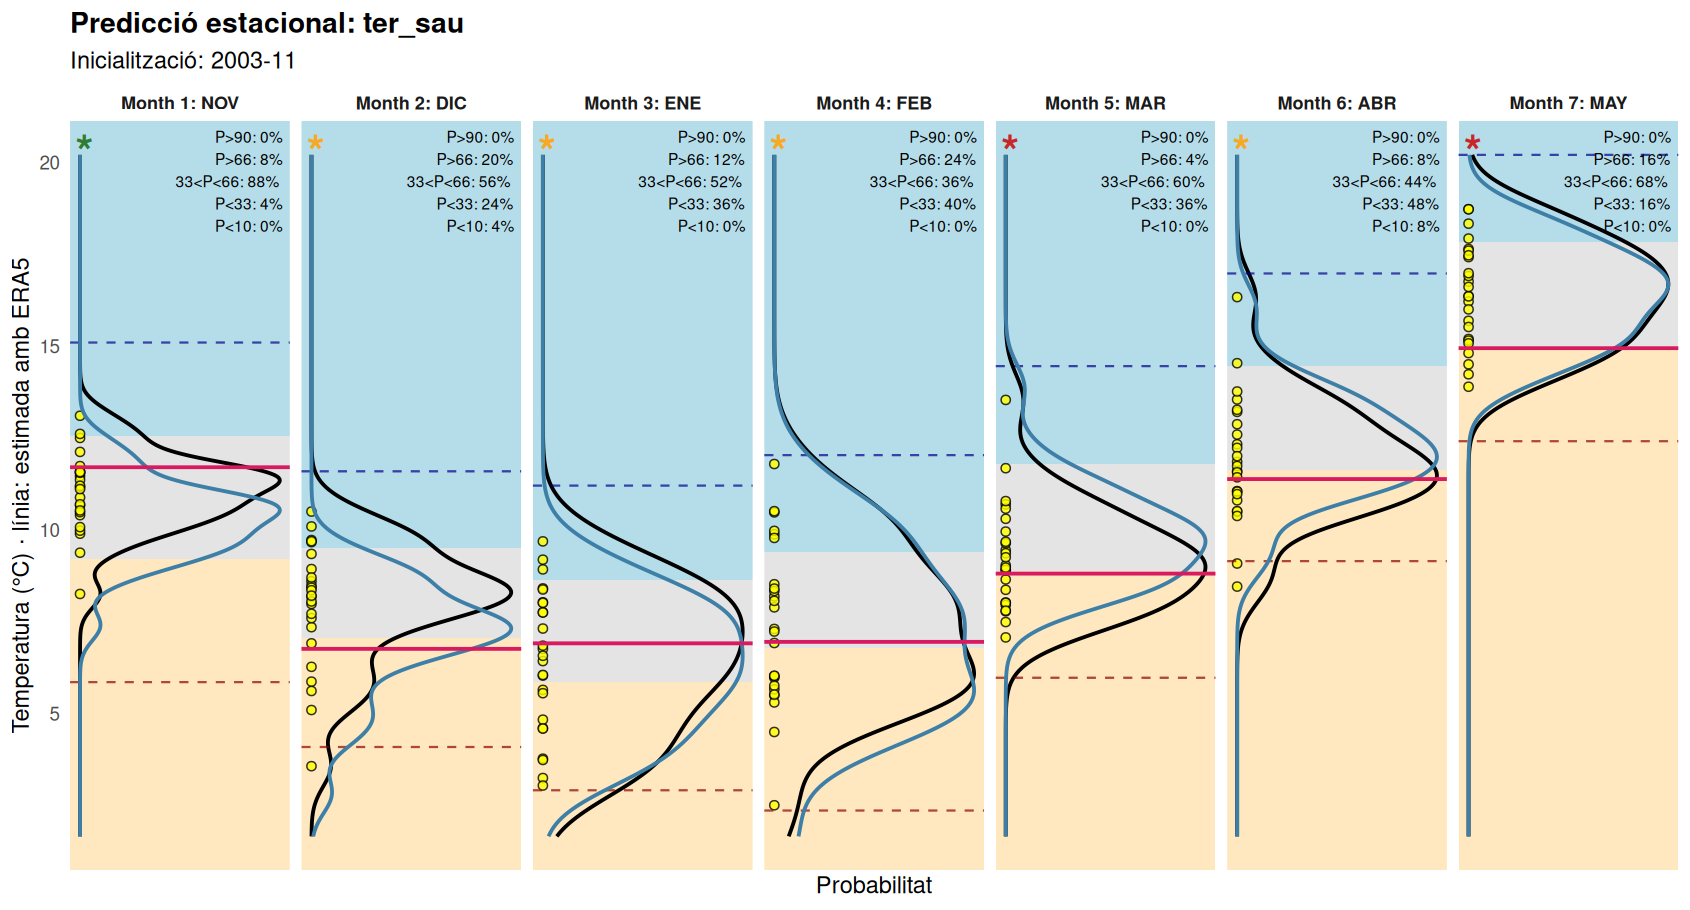 Predicció estacional: ter_sau
Inicialització: 2003-11
Month 1: NOV
Month 2: DIC
Month 3: ENE
Month 4: FEB
Month 5: MAR
Month 6: ABR
Month 7: MAY
P>90: 0%
P>66: 8%
33<P<66: 88%
P<33: 4%
P<10: 0%
P>90: 0%
P>66: 20%
33<P<66: 56%
P<33: 24%
P<10: 4%
P>90: 0%
P>66: 12%
33<P<66: 52%
P<33: 36%
P<10: 0%
P>90: 0%
P>66: 24%
33<P<66: 36%
P<33: 40%
P<10: 0%
P>90: 0%
P>66: 4%
33<P<66: 60%
P<33: 36%
P<10: 0%
P>90: 0%
P>66: 8%
33<P<66: 44%
P<33: 48%
P<10: 8%
P>90: 0%
P>66: 16%
33<P<66: 68%
P<33: 16%
P<10: 0%
20
15
10
5
Temperatura (°C) · línia: estimada amb ERA5
Probabilitat